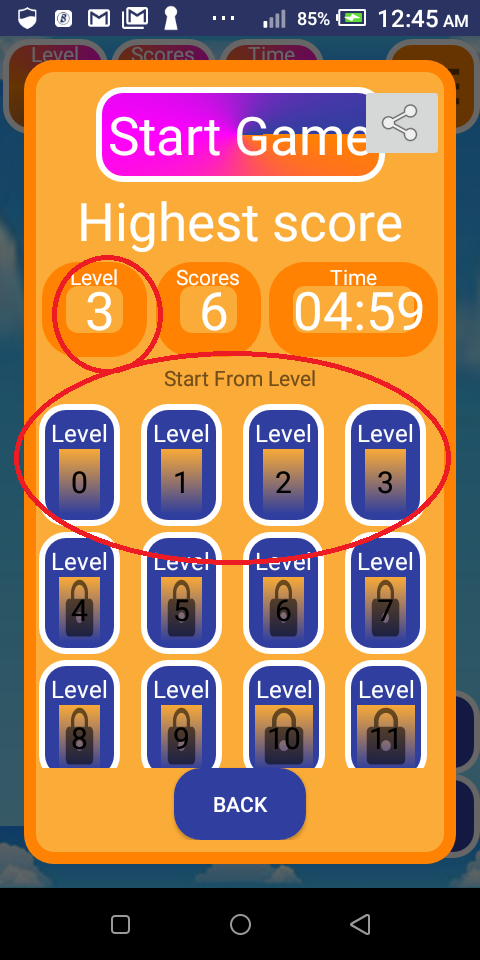 85% 12:45 AM
Level Scores Time
Start Game
Highest score
Level Scores Time
3 6 04:59
Start From Level
Level Level Level Level
0 1 2 3
Level Level Level Level
4 5 6 7
Level Level Level Level
8 9 10 11
BACK